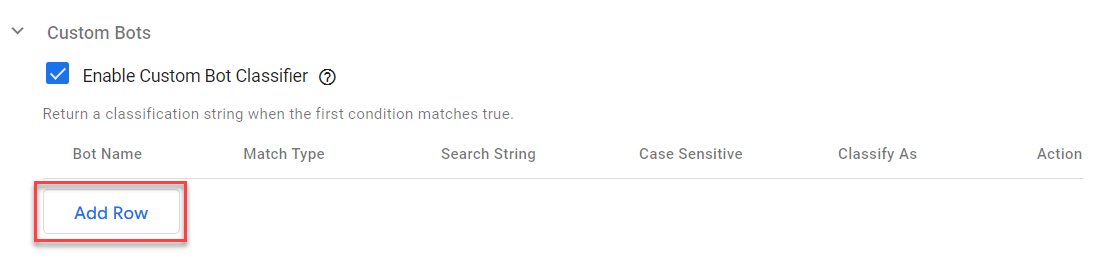 Custom Bots
Enable Custom Bot Classifier ?
Return a classification string when the first condition matches true.
Bot Name Match Type Search String Case Sensitive Classify As Action
Add Row